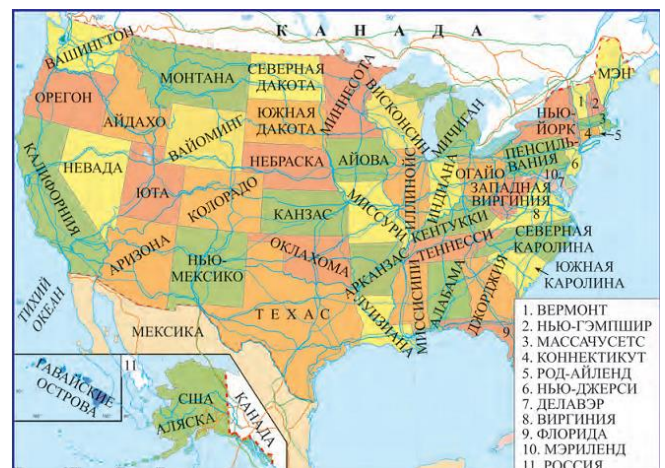 КАНАДА
ВАШИНГТОН
МОНТАНА
СЕВЕРНАЯ
ДАКОТА
МИННЕСОТА
ВИСКОНСИН
МИЧИГАН
МЭН
ОРЕГОН
АЙДАХО
ВАЙОМИНГ
ЮЖНАЯ
ДАКОТА
НЬЮ-
ЙОРК
1
2
3
4
5
ПЕНСИЛЬ-
ВАНИЯ
6
КАЛИФОРНИЯ
НЕВАДА
ЮТА
КОЛОРАДО
НЕБРАСКА
АЙОВА
ИЛЛИНОЙС
ИНДИАНА
ОГАЙО
ЗАПАДНАЯ
ВИРГИНИЯ
10
7
8
КАНЗАС
МИССУРИ
КЕНТУККИ
ТЕННЕССИ
СЕВЕРНАЯ
КАРОЛИНА
ЮЖНАЯ
КАРОЛИНА
АРИЗОНА
НЬЮ-
МЕКСИКО
ОКЛАХОМА
АРКАНЗАС
ТЕХАС
ЛУИЗИАНА
МИССИСИПИ
АЛАБАМА
ДЖОРДЖИЯ
9
ТИХИЙ
ОКЕАН
МЕКСИКА
ГАВАЙСКИЕ
ОСТРОВА
11
США
АЛЯСКА
КАНАДА
1. ВЕРМОНТ
2. НЬЮ-ГЭМПШИР
3. МАССАЧУСЕТС
4. КОННЕКТИКУТ
5. РОД-АЙЛЕНД
6. НЬЮ-ДЖЕРСИ
7. ДЕЛАВЭР
8. ВИРГИНИЯ
9. ФЛОРИДА
10. МЭРИЛЕНД
11. РОССИЯ